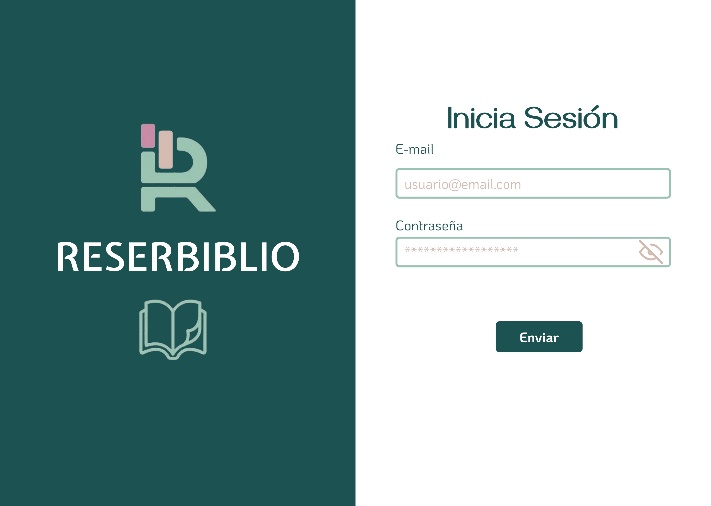 RESERBIBLIO
Inicia Sesión
E-mail
usuario@email.com
Contraseña
*****************
Enviar